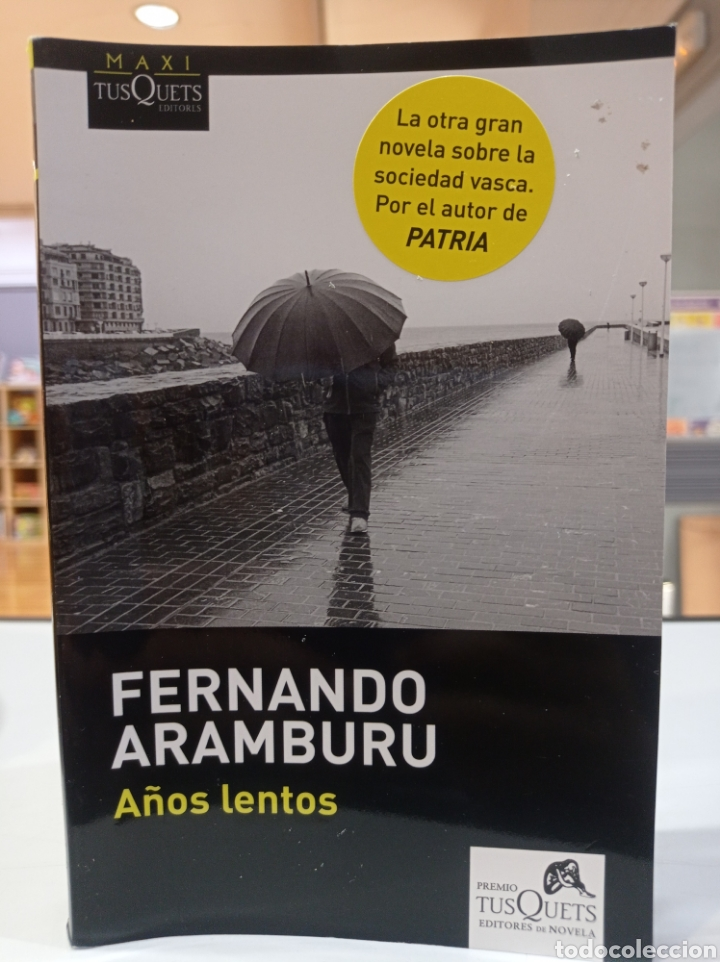 MAXI
TUSQUETS
EDITORES
La otra gran
novela sobre la
sociedad vasca.
Por el autor de
PATRIA
FERNANDO
ARAMBURU
Años lentos
PREMIO
TUSQUETS
EDITORES DE NOVELA
todocoleccion